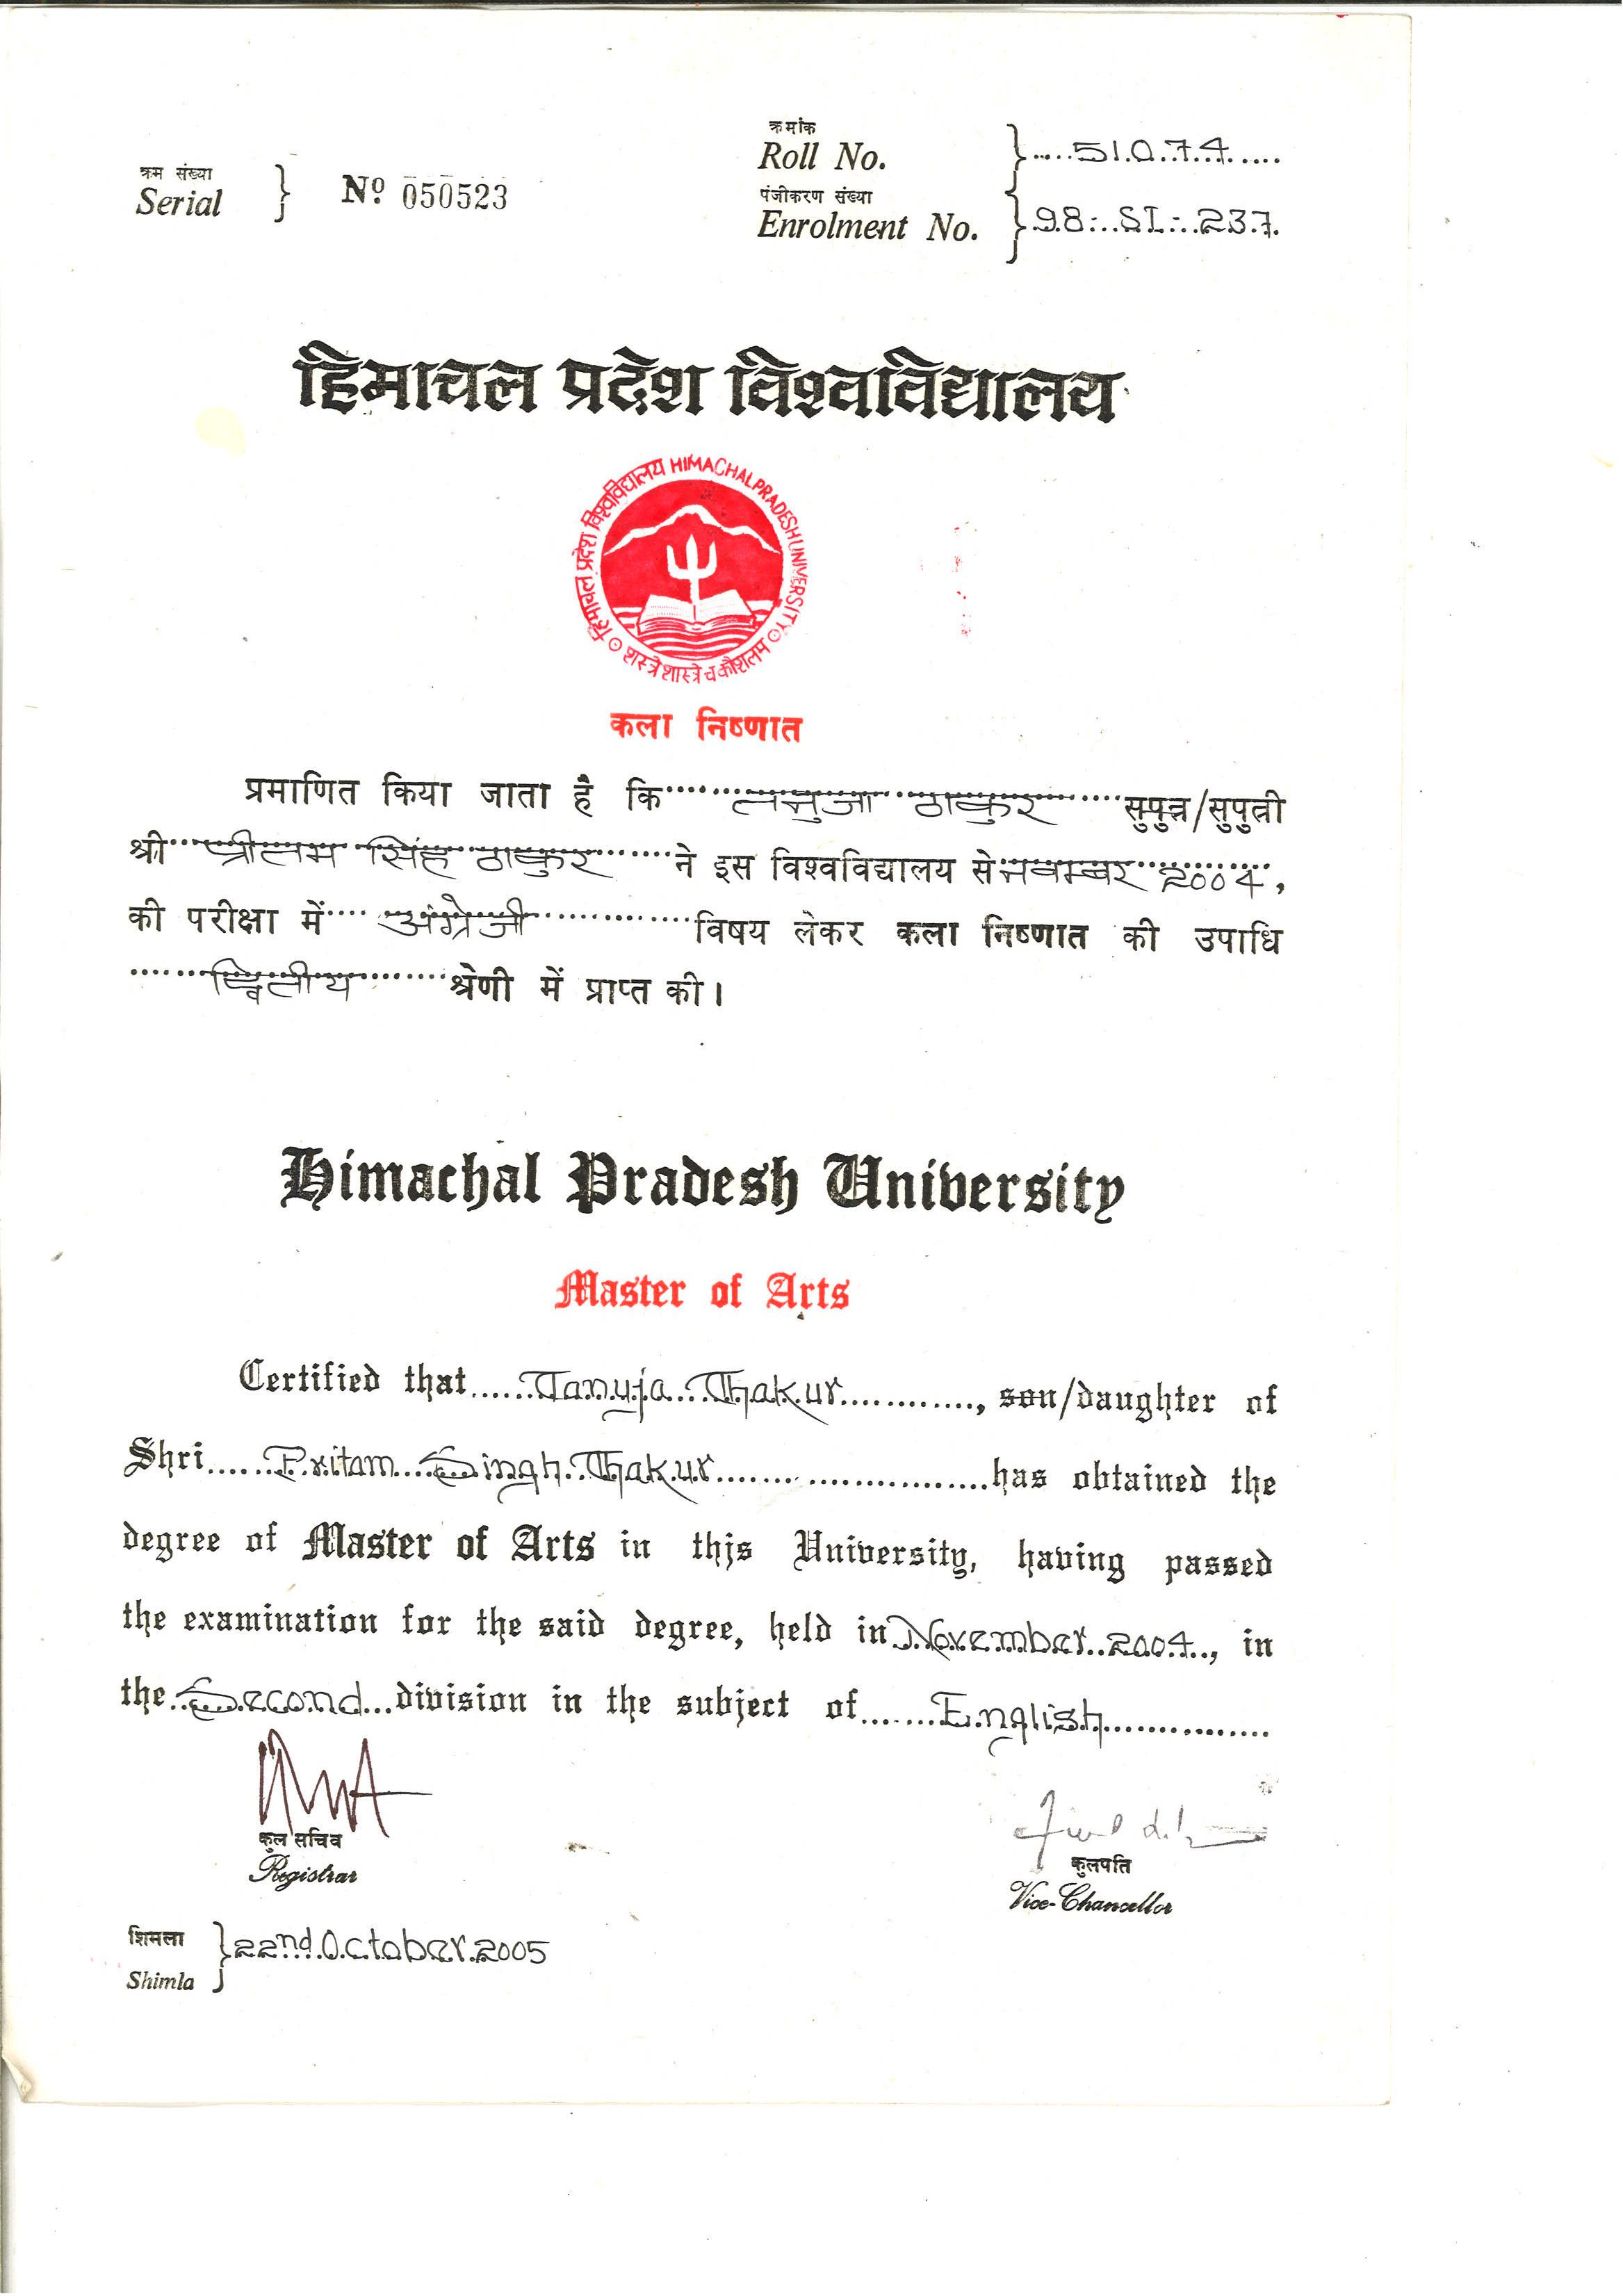 क्रम संख्या
Serial
Nº 050523
क्रमांक
Roll No.
51074
पंजीकरण संख्या
Enrolment No.
98-SI-237
हिमाचल प्रदेश विश्वविद्यालय
हिमाचल प्रदेश विश्वविद्यालय HIMACHAL PRADESH UNIVERSITY
शस्त्रे शास्त्रे च कौशलम
कला निष्णात
प्रमाणित किया जाता है कि तनुजा ठाकुर सुपुत्र/सुपुत्री
श्री प्रीतम सिंह ठाकुर ने इस विश्वविद्यालय से नवम्बर 2004,
की परीक्षा में अंग्रेजी विषय लेकर कला निष्णात की उपाधि
द्वितीय श्रेणी में प्राप्त की।
Himachal Pradesh University
Master of Arts
Certified that Tanuja Thakur, son/daughter of
Shri Pritam Singh Thakur has obtained the
degree of Master of Arts in this University, having passed
the examination for the said degree, held in November 2004, in
the Second division in the subject of English
कुल सचिव
Registrar
कुलपति
Vice-Chancellor
शिमला
Shimla
22nd October 2005